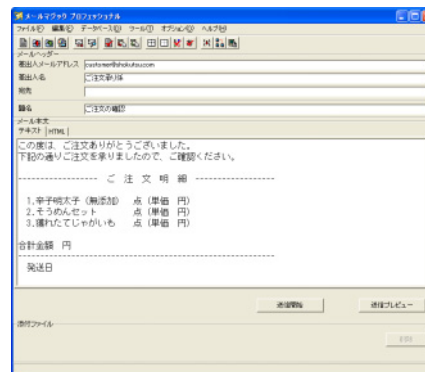 メールマジック プロフェッショナル
ファイル(F) 編集(E) データベース(D) ツール(T) オプション(O) ヘルプ(H)
メールヘッダー
差出人メールアドレス customer@shokutsu.com
差出人名 ご注文承り係
宛先
題名 ご注文の確認
メール本文
テキスト HTML
この度は、ご注文ありがとうございました。
下記の通りご注文を承りましたので、ご確認ください。
------------------ ご 注 文 明 細 ------------------
1.辛子明太子（無添加） 点（単価 円）
2.そうめんセット 点（単価 円）
3.獲れたてじゃがいも 点（単価 円）
合計金額 円
------------------------------------------------
発送日
送信開始 送信プレビュー
添付ファイル